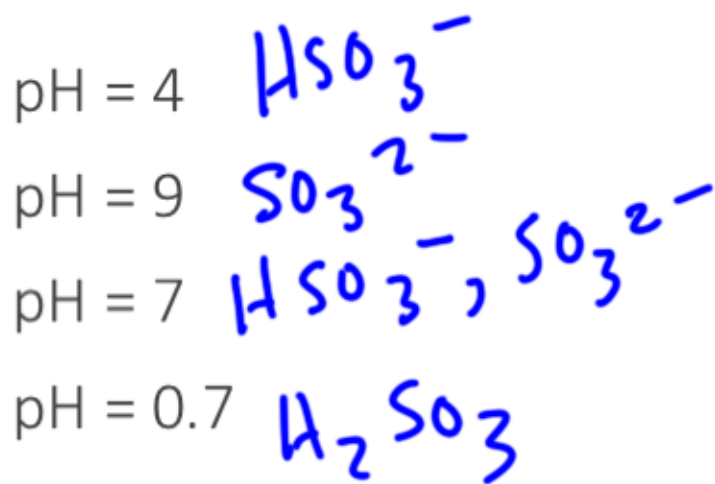 pH = 4 HSO₃⁻
pH = 9 SO₃²⁻
pH = 7 HSO₃⁻, SO₃²⁻
pH = 0.7 H₂SO₃